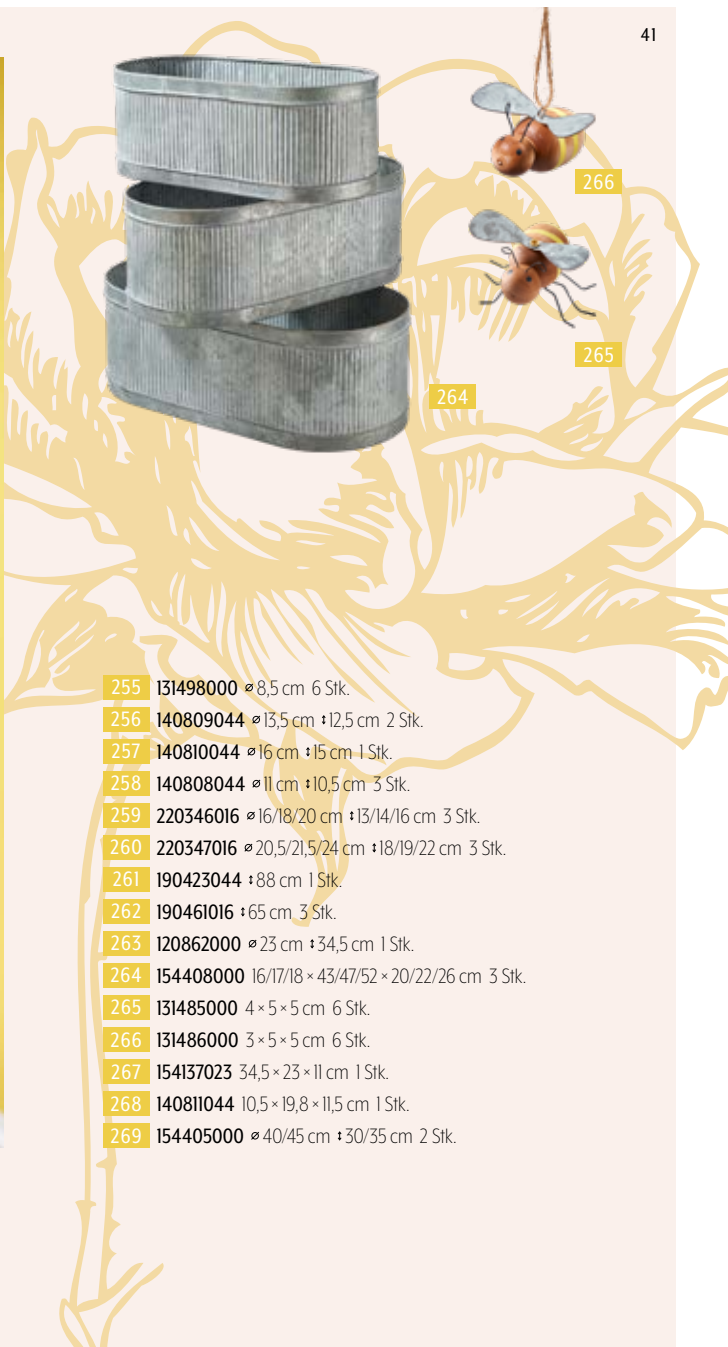 41
266
265
264
255 131498000 ⌀ 8,5 cm 6 Stk.
256 140809044 ⌀ 13,5 cm ↕ 12,5 cm 2 Stk.
257 140810044 ⌀ 16 cm ↕ 15 cm 1 Stk.
258 140808044 ⌀ 11 cm ↕ 10,5 cm 3 Stk.
259 220346016 ⌀ 16/18/20 cm ↕ 13/14/16 cm 3 Stk.
260 220347016 ⌀ 20,5/21,5/24 cm ↕ 18/19/22 cm 3 Stk.
261 190423044 ↕ 88 cm 1 Stk.
262 190461016 ↕ 65 cm 3 Stk.
263 120862000 ⌀ 23 cm ↕ 34,5 cm 1 Stk.
264 154408000 16/17/18 × 43/47/52 × 20/22/26 cm 3 Stk.
265 131485000 4 × 5 × 5 cm 6 Stk.
266 131486000 3 × 5 × 5 cm 6 Stk.
267 154137023 34,5 × 23 × 11 cm 1 Stk.
268 140811044 10,5 × 19,8 × 11,5 cm 1 Stk.
269 154405000 ⌀ 40/45 cm ↕ 30/35 cm 2 Stk.